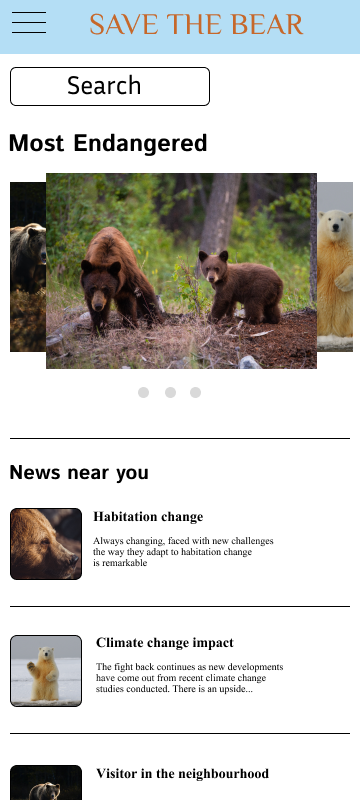 SAVE THE BEAR
Search
Most Endangered
News near you
Habitation change
Always changing, faced with new challenges
the way they adapt to habitation change
is remarkable
Climate change impact
The fight back continues as new developments
have come out from recent climate change
studies conducted. There is an upside...
Visitor in the neighbourhood